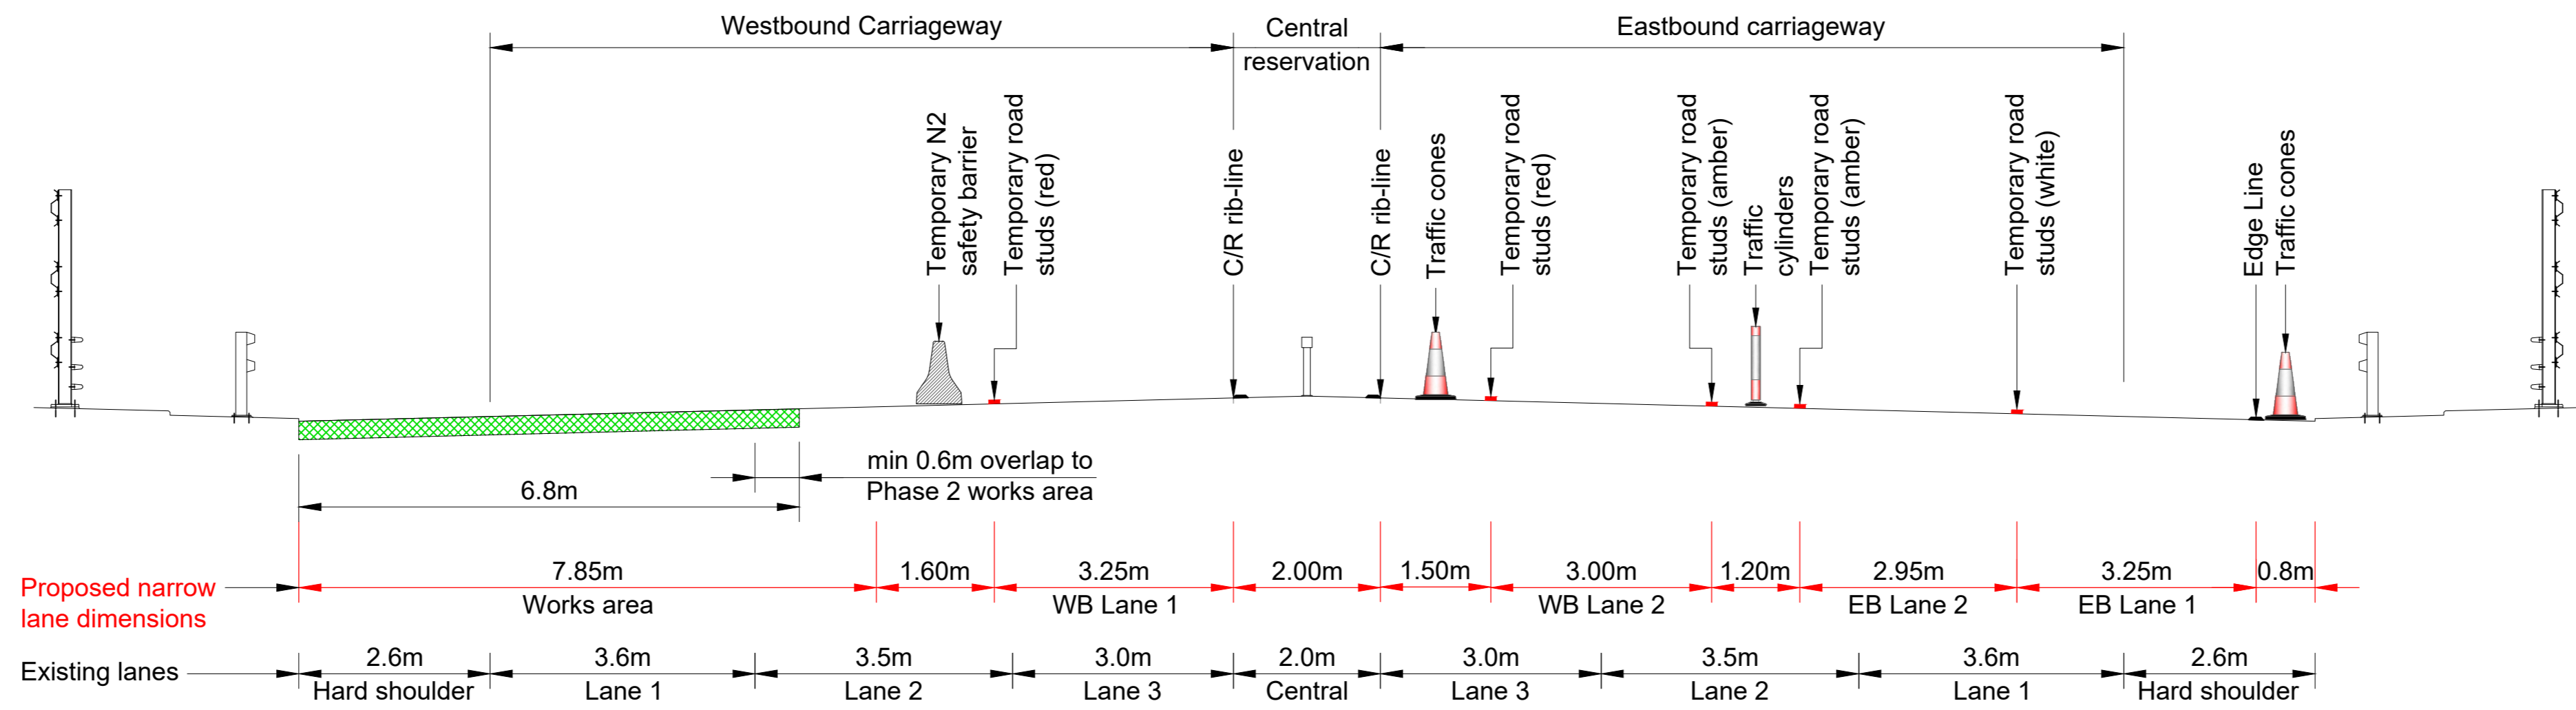 Westbound Carriageway
Central
reservation
Eastbound carriageway
Temporary N2
safety barrier
Temporary road
studs (red)
C/R rib-line
C/R rib-line
Traffic cones
Temporary road
studs (red)
Temporary road
studs (amber)
Traffic
cylinders
Temporary road
studs (amber)
Temporary road
studs (white)
Edge Line
Traffic cones
min 0.6m overlap to
Phase 2 works area
6.8m
Proposed narrow
lane dimensions
7.85m
Works area
1.60m
3.25m
WB Lane 1
2.00m
1.50m
3.00m
WB Lane 2
1.20m
2.95m
EB Lane 2
3.25m
EB Lane 1
0.8m
Existing lanes
2.6m
Hard shoulder
3.6m
Lane 1
3.5m
Lane 2
3.0m
Lane 3
2.0m
Central
3.0m
Lane 3
3.5m
Lane 2
3.6m
Lane 1
2.6m
Hard shoulder